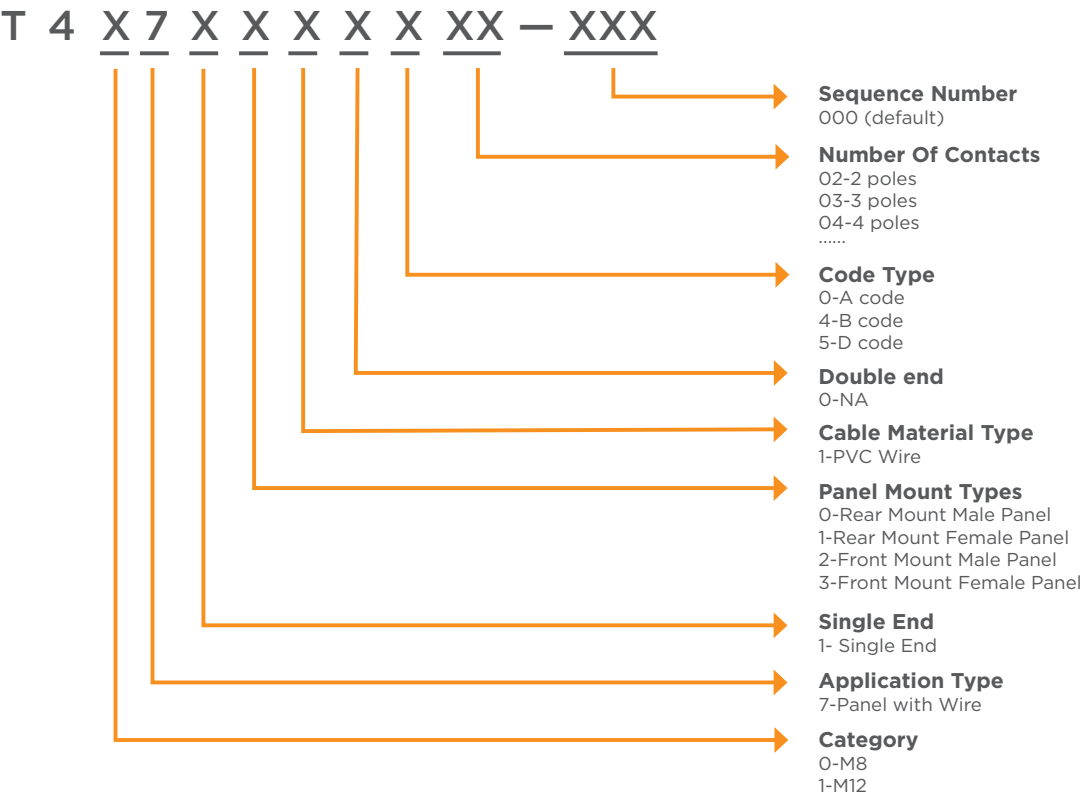 T 4 X 7 X X X X X XX – XXX
Sequence Number
000 (default)
Number Of Contacts
02-2 poles
03-3 poles
04-4 poles
......
Code Type
0-A code
4-B code
5-D code
Double end
0-NA
Cable Material Type
1-PVC Wire
Panel Mount Types
0-Rear Mount Male Panel
1-Rear Mount Female Panel
2-Front Mount Male Panel
3-Front Mount Female Panel
Single End
1- Single End
Application Type
7-Panel with Wire
Category
0-M8
1-M12